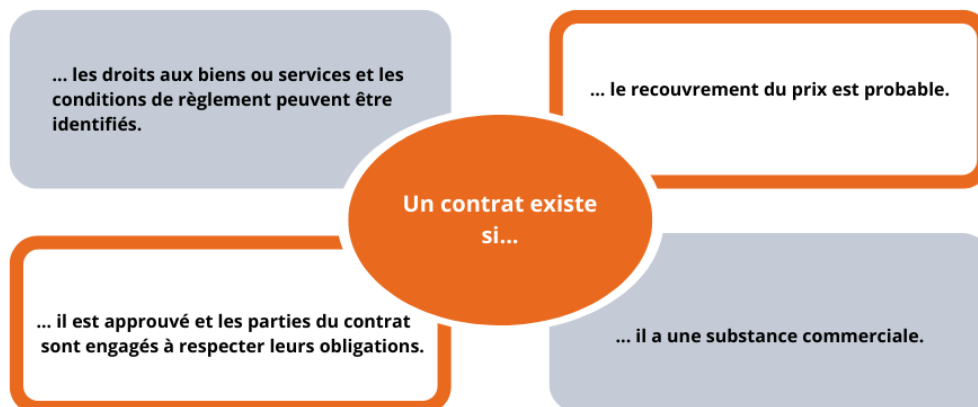 ... les droits aux biens ou services et les
conditions de règlement peuvent être
identifiés.
... le recouvrement du prix est probable.
Un contrat existe
si...
... il est approuvé et les parties du contrat
sont engagés à respecter leurs obligations.
... il a une substance commerciale.